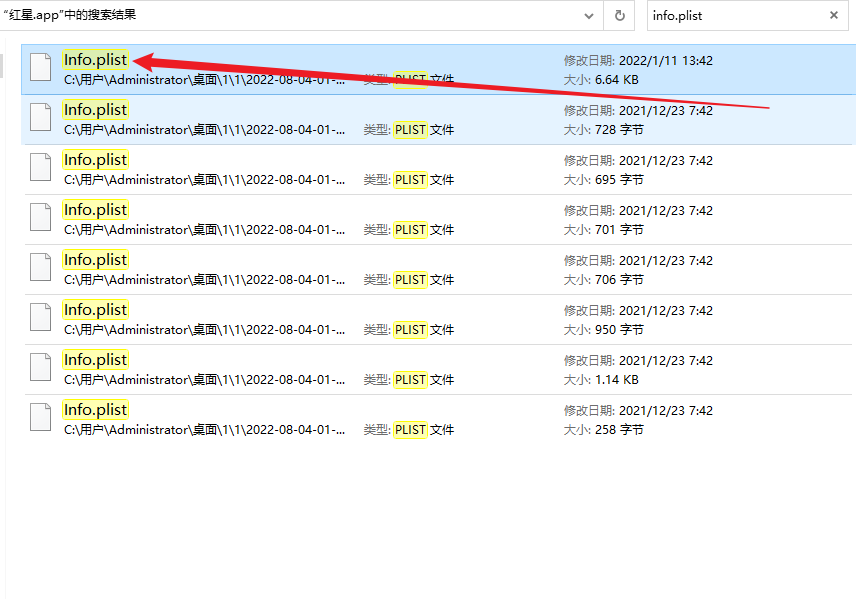 "红星.app"中的搜索结果
info.plist
Info.plist
修改日期: 2022/1/11 13:42
C:\用户\Administrator\桌面\1\1\2022-08-04-01-... 类型: PLIST 文件
大小: 6.64 KB
Info.plist
修改日期: 2021/12/23 7:42
C:\用户\Administrator\桌面\1\1\2022-08-04-01-... 类型: PLIST 文件
大小: 728 字节
Info.plist
修改日期: 2021/12/23 7:42
C:\用户\Administrator\桌面\1\1\2022-08-04-01-... 类型: PLIST 文件
大小: 695 字节
Info.plist
修改日期: 2021/12/23 7:42
C:\用户\Administrator\桌面\1\1\2022-08-04-01-... 类型: PLIST 文件
大小: 701 字节
Info.plist
修改日期: 2021/12/23 7:42
C:\用户\Administrator\桌面\1\1\2022-08-04-01-... 类型: PLIST 文件
大小: 706 字节
Info.plist
修改日期: 2021/12/23 7:42
C:\用户\Administrator\桌面\1\1\2022-08-04-01-... 类型: PLIST 文件
大小: 950 字节
Info.plist
修改日期: 2021/12/23 7:42
C:\用户\Administrator\桌面\1\1\2022-08-04-01-... 类型: PLIST 文件
大小: 1.14 KB
Info.plist
修改日期: 2021/12/23 7:42
C:\用户\Administrator\桌面\1\1\2022-08-04-01-... 类型: PLIST 文件
大小: 258 字节